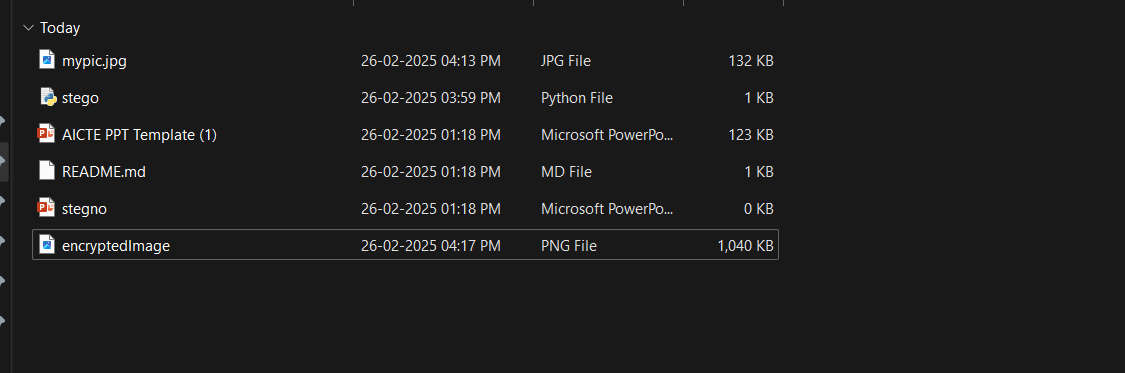 Today
mypic.jpg 26-02-2025 04:13 PM JPG File 132 KB
stego 26-02-2025 03:59 PM Python File 1 KB
AICTE PPT Template (1) 26-02-2025 01:18 PM Microsoft PowerPo... 123 KB
README.md 26-02-2025 01:18 PM MD File 1 KB
stegno 26-02-2025 01:18 PM Microsoft PowerPo... 0 KB
encryptedImage 26-02-2025 04:17 PM PNG File 1,040 KB